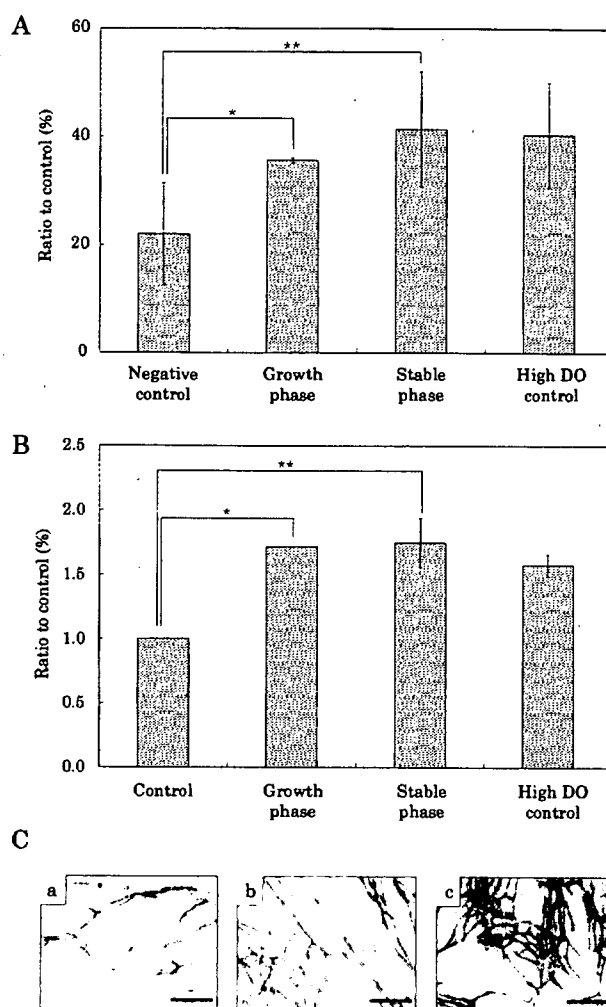 A
60
40
20
0
Ratio to control (%)
**
*
Negative control
Growth phase
Stable phase
High DO control
B
2.5
2.0
1.5
1.0
0.5
0.0
Ratio to control (%)
**
*
Control
Growth phase
Stable phase
High DO control
C
a
b
c